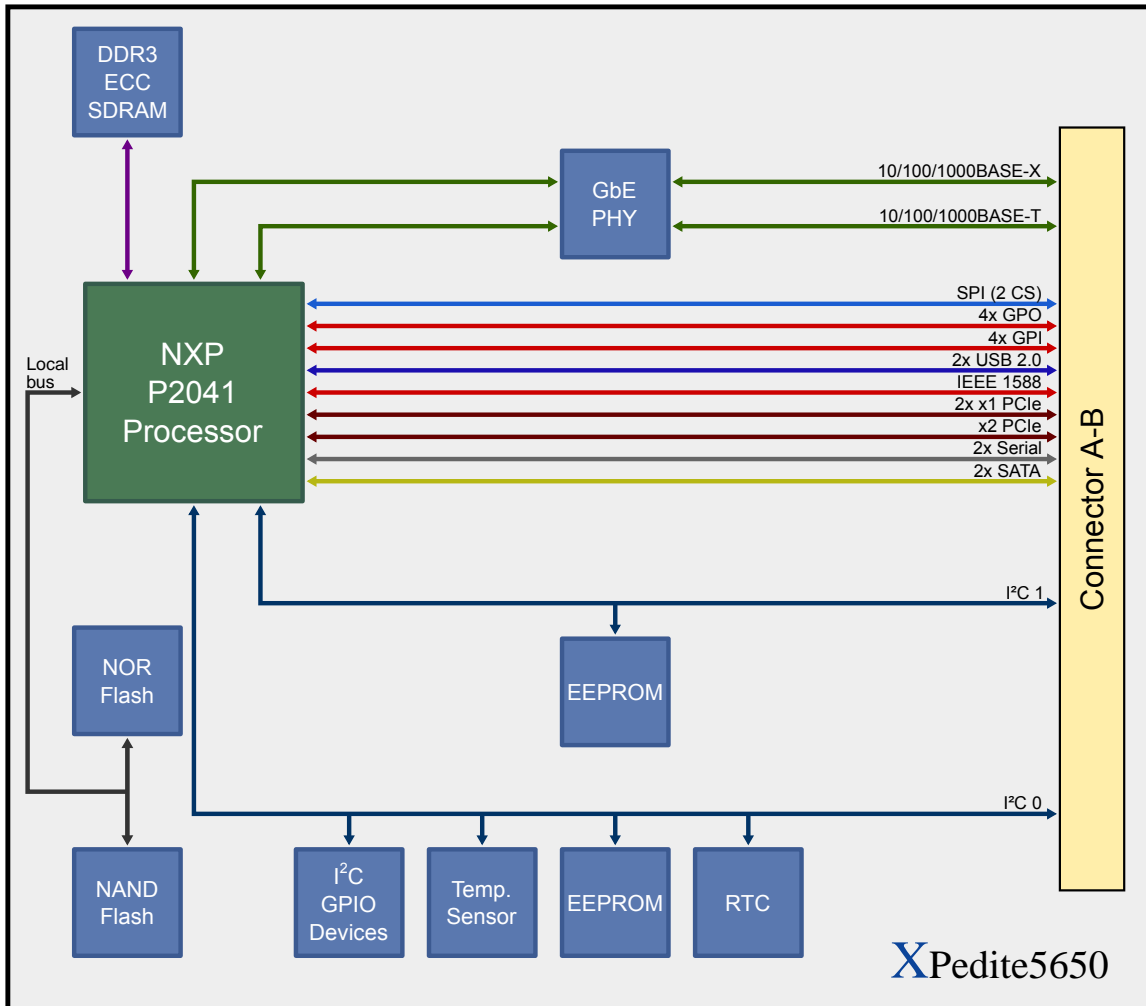 DDR3
ECC
SDRAM
GbE
PHY
10/100/1000BASE-X
10/100/1000BASE-T
NXP
P2041
Processor
Local
bus
SPI (2 CS)
4x GPO
4x GPI
2x USB 2.0
IEEE 1588
2x x1 PCIe
x2 PCIe
2x Serial
2x SATA
Connector A-B
I²C 1
EEPROM
NOR
Flash
I²C 0
NAND
Flash
I²C
GPIO
Devices
Temp.
Sensor
EEPROM
RTC
XPedite5650